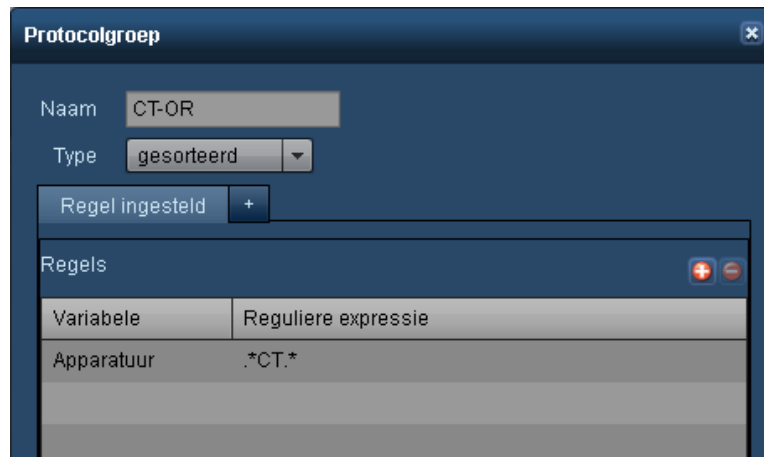 Protocolgroep
Naam CT-OR
Type gesorteerd
Regel ingesteld +
Regels
Variabele Reguliere expressie
Apparatuur .*CT.*